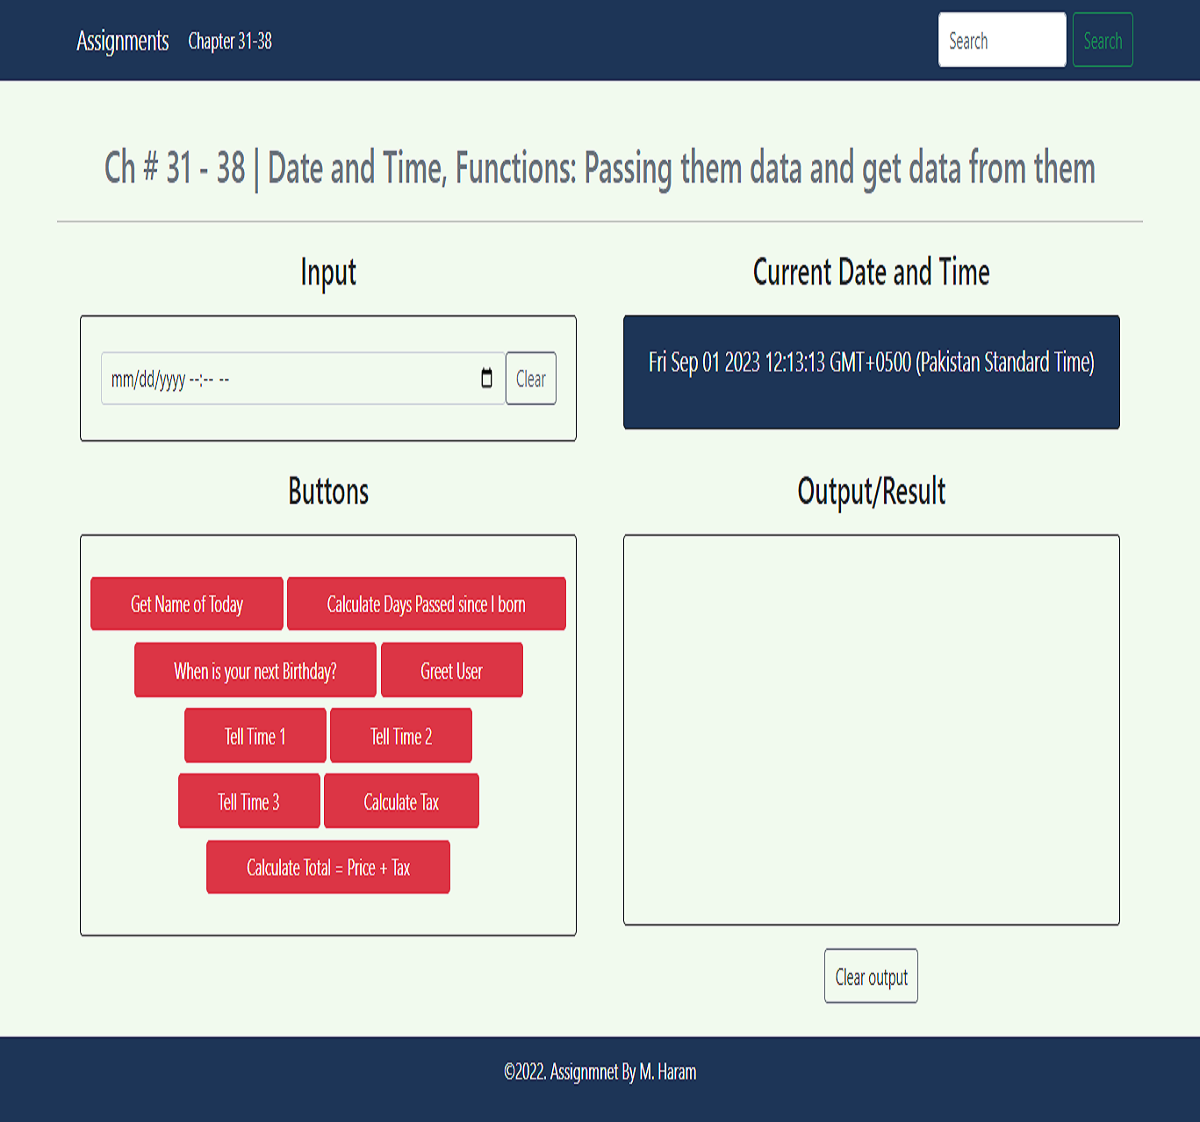 Assignments Chapter 31-38 Search Search
Ch # 31 - 38 | Date and Time, Functions: Passing them data and get data from them
Input
mm/dd/yyyy --:-- -- Clear
Current Date and Time
Fri Sep 01 2023 12:13:13 GMT+0500 (Pakistan Standard Time)
Buttons
Get Name of Today Calculate Days Passed since I born
When is your next Birthday? Greet User
Tell Time 1 Tell Time 2
Tell Time 3 Calculate Tax
Calculate Total = Price + Tax
Output/Result
Clear output
©2022. Assignmnet By M. Haram